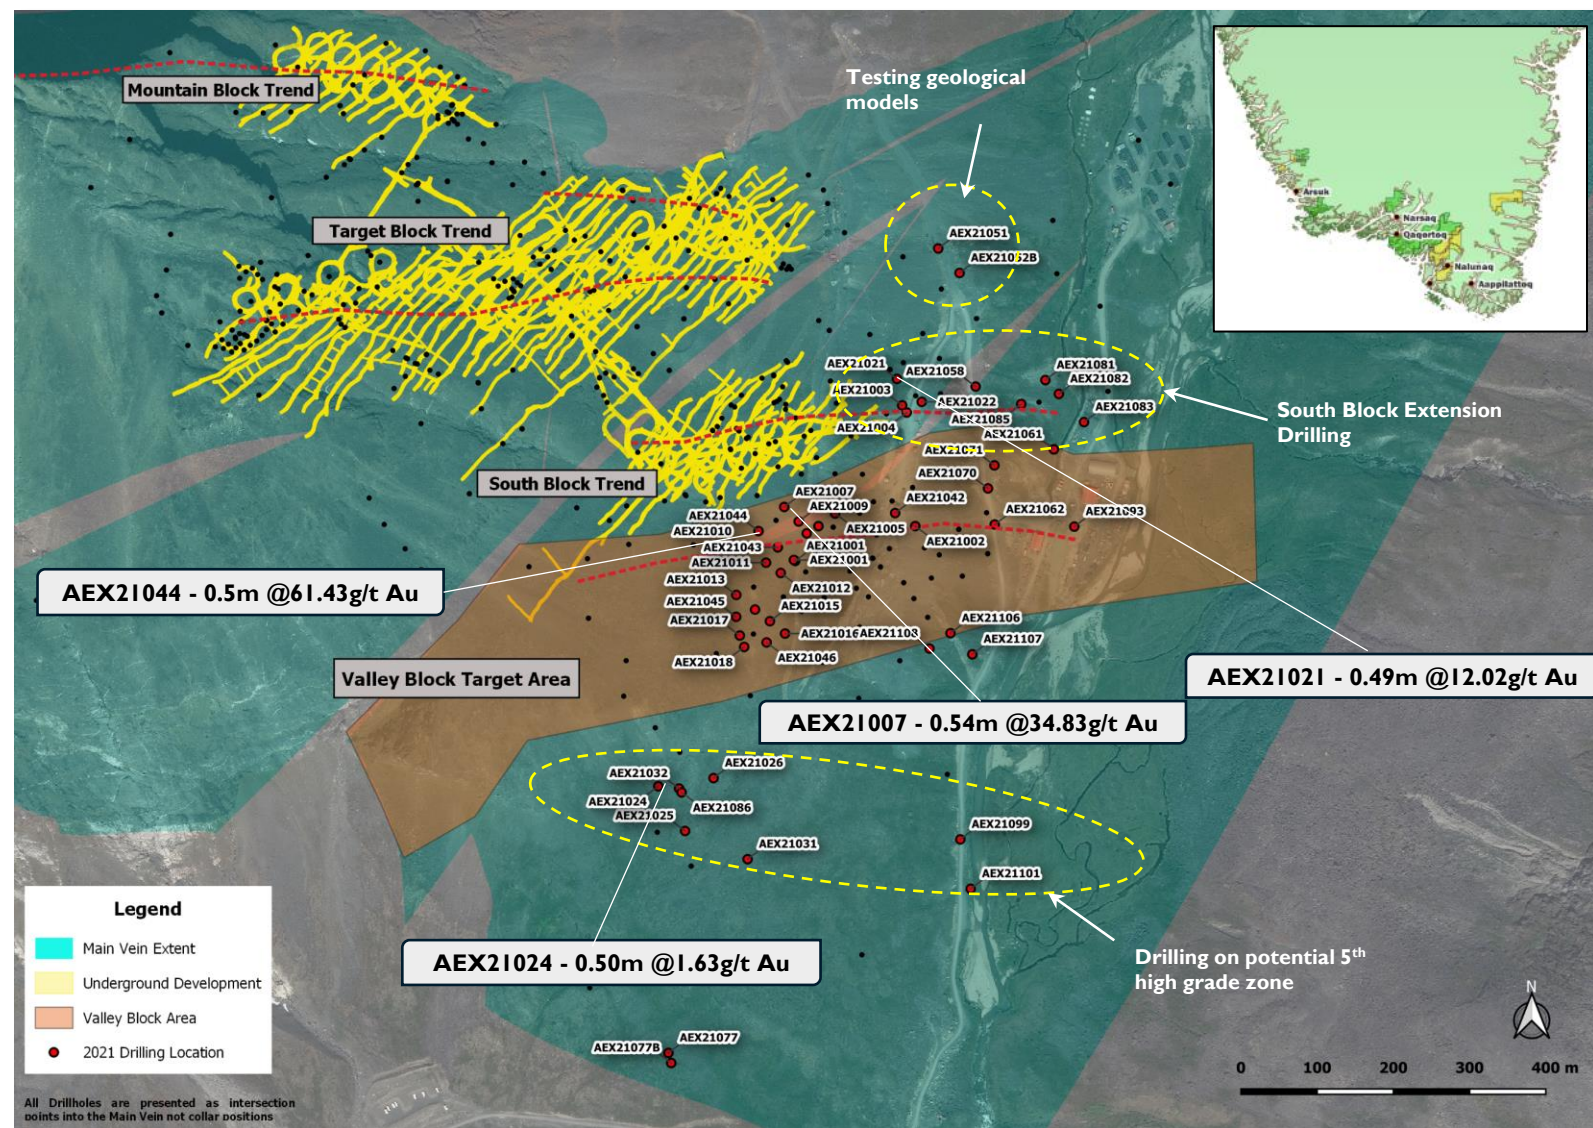 Testing geological
models
Mountain Block Trend
Target Block Trend
South Block Trend
Valley Block Target Area
Arsuk
Narsaq
Qaqortoq
Nalunaq
Aappilattoq
AEX21051
AEX21052B
AEX21021
AEX21058
AEX21081
AEX21082
AEX21003
AEX21022
AEX21083
AEX21004
AEX21085
AEX21061
AEX21071
AEX21070
South Block Extension
Drilling
AEX21007
AEX21009
AEX21042
AEX21044
AEX21010
AEX21005
AEX21062
AEX21093
AEX21002
AEX21043
AEX21001
AEX21011
AEX21001
AEX21013
AEX21012
AEX21045
AEX21015
AEX21017
AEX21016
AEX21108
AEX21106
AEX21107
AEX21018
AEX21046
AEX21044 - 0.5m @61.43g/t Au
AEX21021 - 0.49m @12.02g/t Au
AEX21007 - 0.54m @34.83g/t Au
AEX21026
AEX21032
AEX21024
AEX21086
AEX21025
AEX21031
AEX21099
AEX21101
AEX21024 - 0.50m @1.63g/t Au
Drilling on potential 5th
high grade zone
AEX21077
AEX21077B
Legend
Main Vein Extent
Underground Development
Valley Block Area
2021 Drilling Location
All Drillholes are presented as intersection
points into the Main Vein not collar positions
N
0 100 200 300 400 m